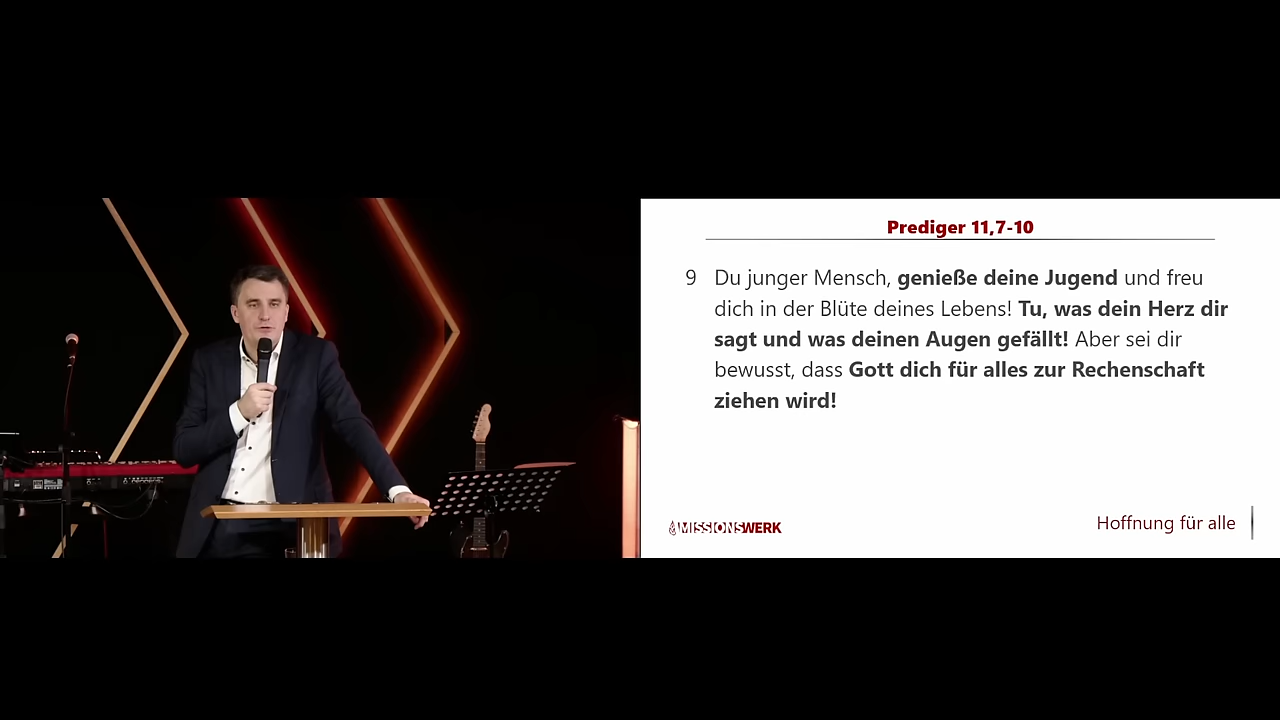 Prediger 11,7-10
9 Du junger Mensch, genieße deine Jugend und freu
dich in der Blüte deines Lebens! Tu, was dein Herz dir
sagt und was deinen Augen gefällt! Aber sei dir
bewusst, dass Gott dich für alles zur Rechenschaft
ziehen wird!
MISSIONSWERK
Hoffnung für alle